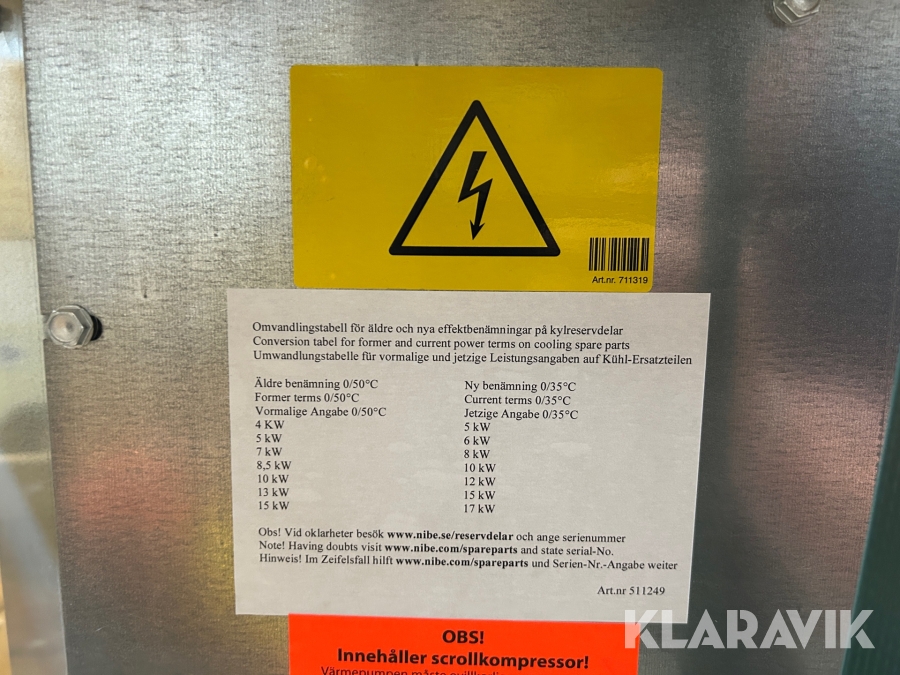 Art.nr. 711319
Omvandlingstabell för äldre och nya effektbenämningar på kylreservdelar
Conversion tabel for former and current power terms on cooling spare parts
Umwandlungstabelle für vormalige und jetzige Leistungsangaben auf Kühl-Ersatzteilen
Äldre benämning 0/50°C Ny benämning 0/35°C
Former terms 0/50°C Current terms 0/35°C
Vormalige Angabe 0/50°C Jetzige Angabe 0/35°C
4 KW 5 kW
5 kW 6 kW
7 kW 8 kW
8,5 kW 10 kW
10 kW 12 kW
13 kW 15 kW
15 kW 17 kW
Obs! Vid oklarheter besök www.nibe.se/reservdelar och ange serienummer
Note! Having doubts visit www.nibe.com/spareparts and state serial-No.
Hinweis! Im Zeifelsfall hilft www.nibe.com/spareparts und Serien-Nr.-Angabe weiter
Art.nr 511249
OBS!
Innehåller scrollkompressor!
Värmepumpen måste
KLARAVIK